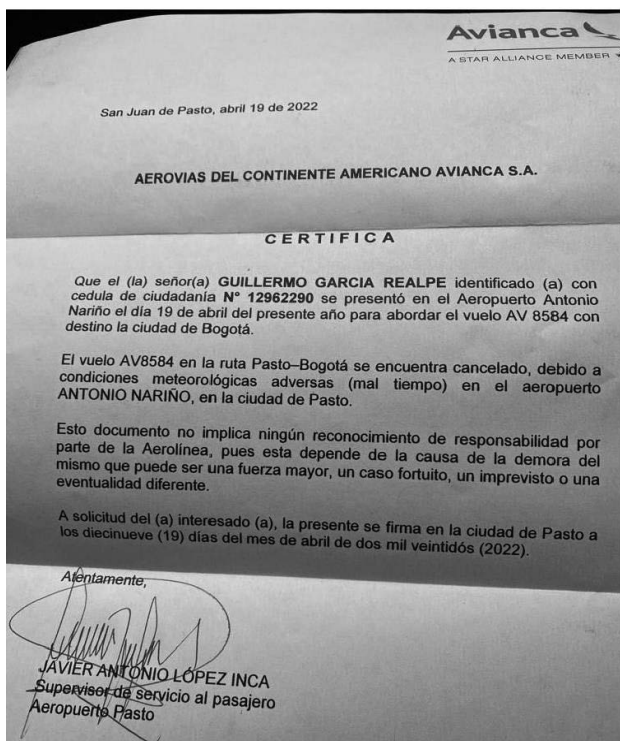 Avianca
A STAR ALLIANCE MEMBER
San Juan de Pasto, abril 19 de 2022
AEROVIAS DEL CONTINENTE AMERICANO AVIANCA S.A.
CERTIFICA
Que el (la) señor(a) GUILLERMO GARCIA REALPE identificado (a) con
cedula de ciudadanía N° 12962290 se presentó en el Aeropuerto Antonio
Nariño el día 19 de abril del presente año para abordar el vuelo AV 8584 con
destino la ciudad de Bogotá.
El vuelo AV8584 en la ruta Pasto–Bogotá se encuentra cancelado, debido a
condiciones meteorológicas adversas (mal tiempo) en el aeropuerto
ANTONIO NARIÑO, en la ciudad de Pasto.
Esto documento no implica ningún reconocimiento de responsabilidad por
parte de la Aerolínea, pues esta depende de la causa de la demora del
mismo que puede ser una fuerza mayor, un caso fortuito, un imprevisto o una
eventualidad diferente.
A solicitud del (a) interesado (a), la presente se firma en la ciudad de Pasto a
los diecinueve (19) días del mes de abril de dos mil veintidós (2022).
Atentamente,
JAVIER ANTONIO LÓPEZ INCA
Supervisor de servicio al pasajero
Aeropuerto Pasto